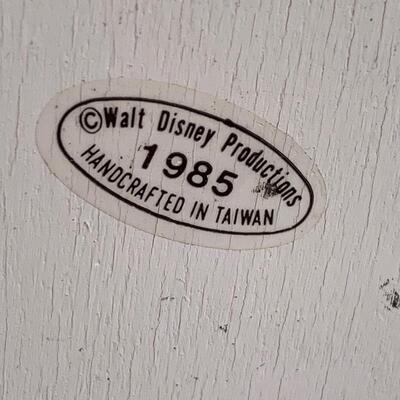 ©Walt Disney Productions
1985
HANDCRAFTED IN TAIWAN